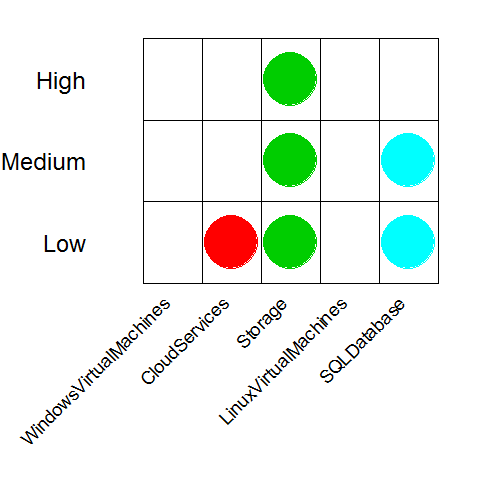 High
Medium
Low
WindowsVirtualMachines
CloudServices
Storage
LinuxVirtualMachines
SQLDatabase